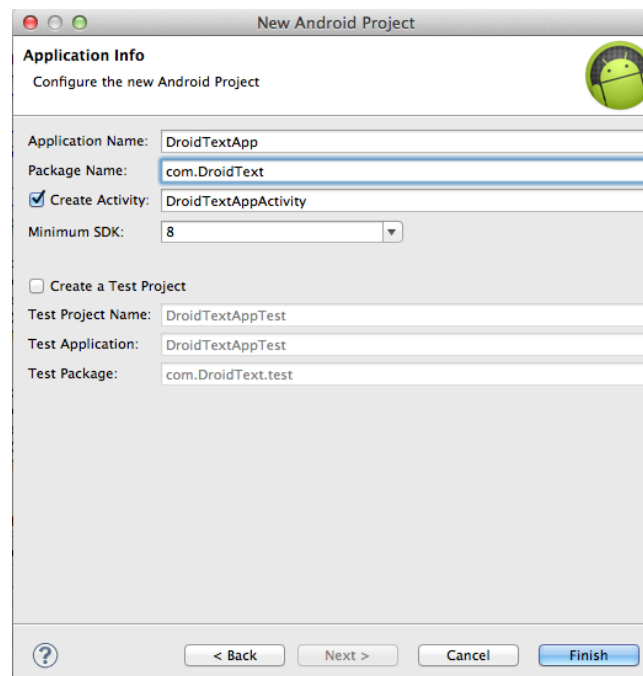 New Android Project
Application Info
Configure the new Android Project
Application Name: DroidTextApp
Package Name: com.DroidText
Create Activity: DroidTextAppActivity
Minimum SDK: 8
Create a Test Project
Test Project Name: DroidTextAppTest
Test Application: DroidTextAppTest
Test Package: com.DroidText.test
? < Back Next > Cancel Finish